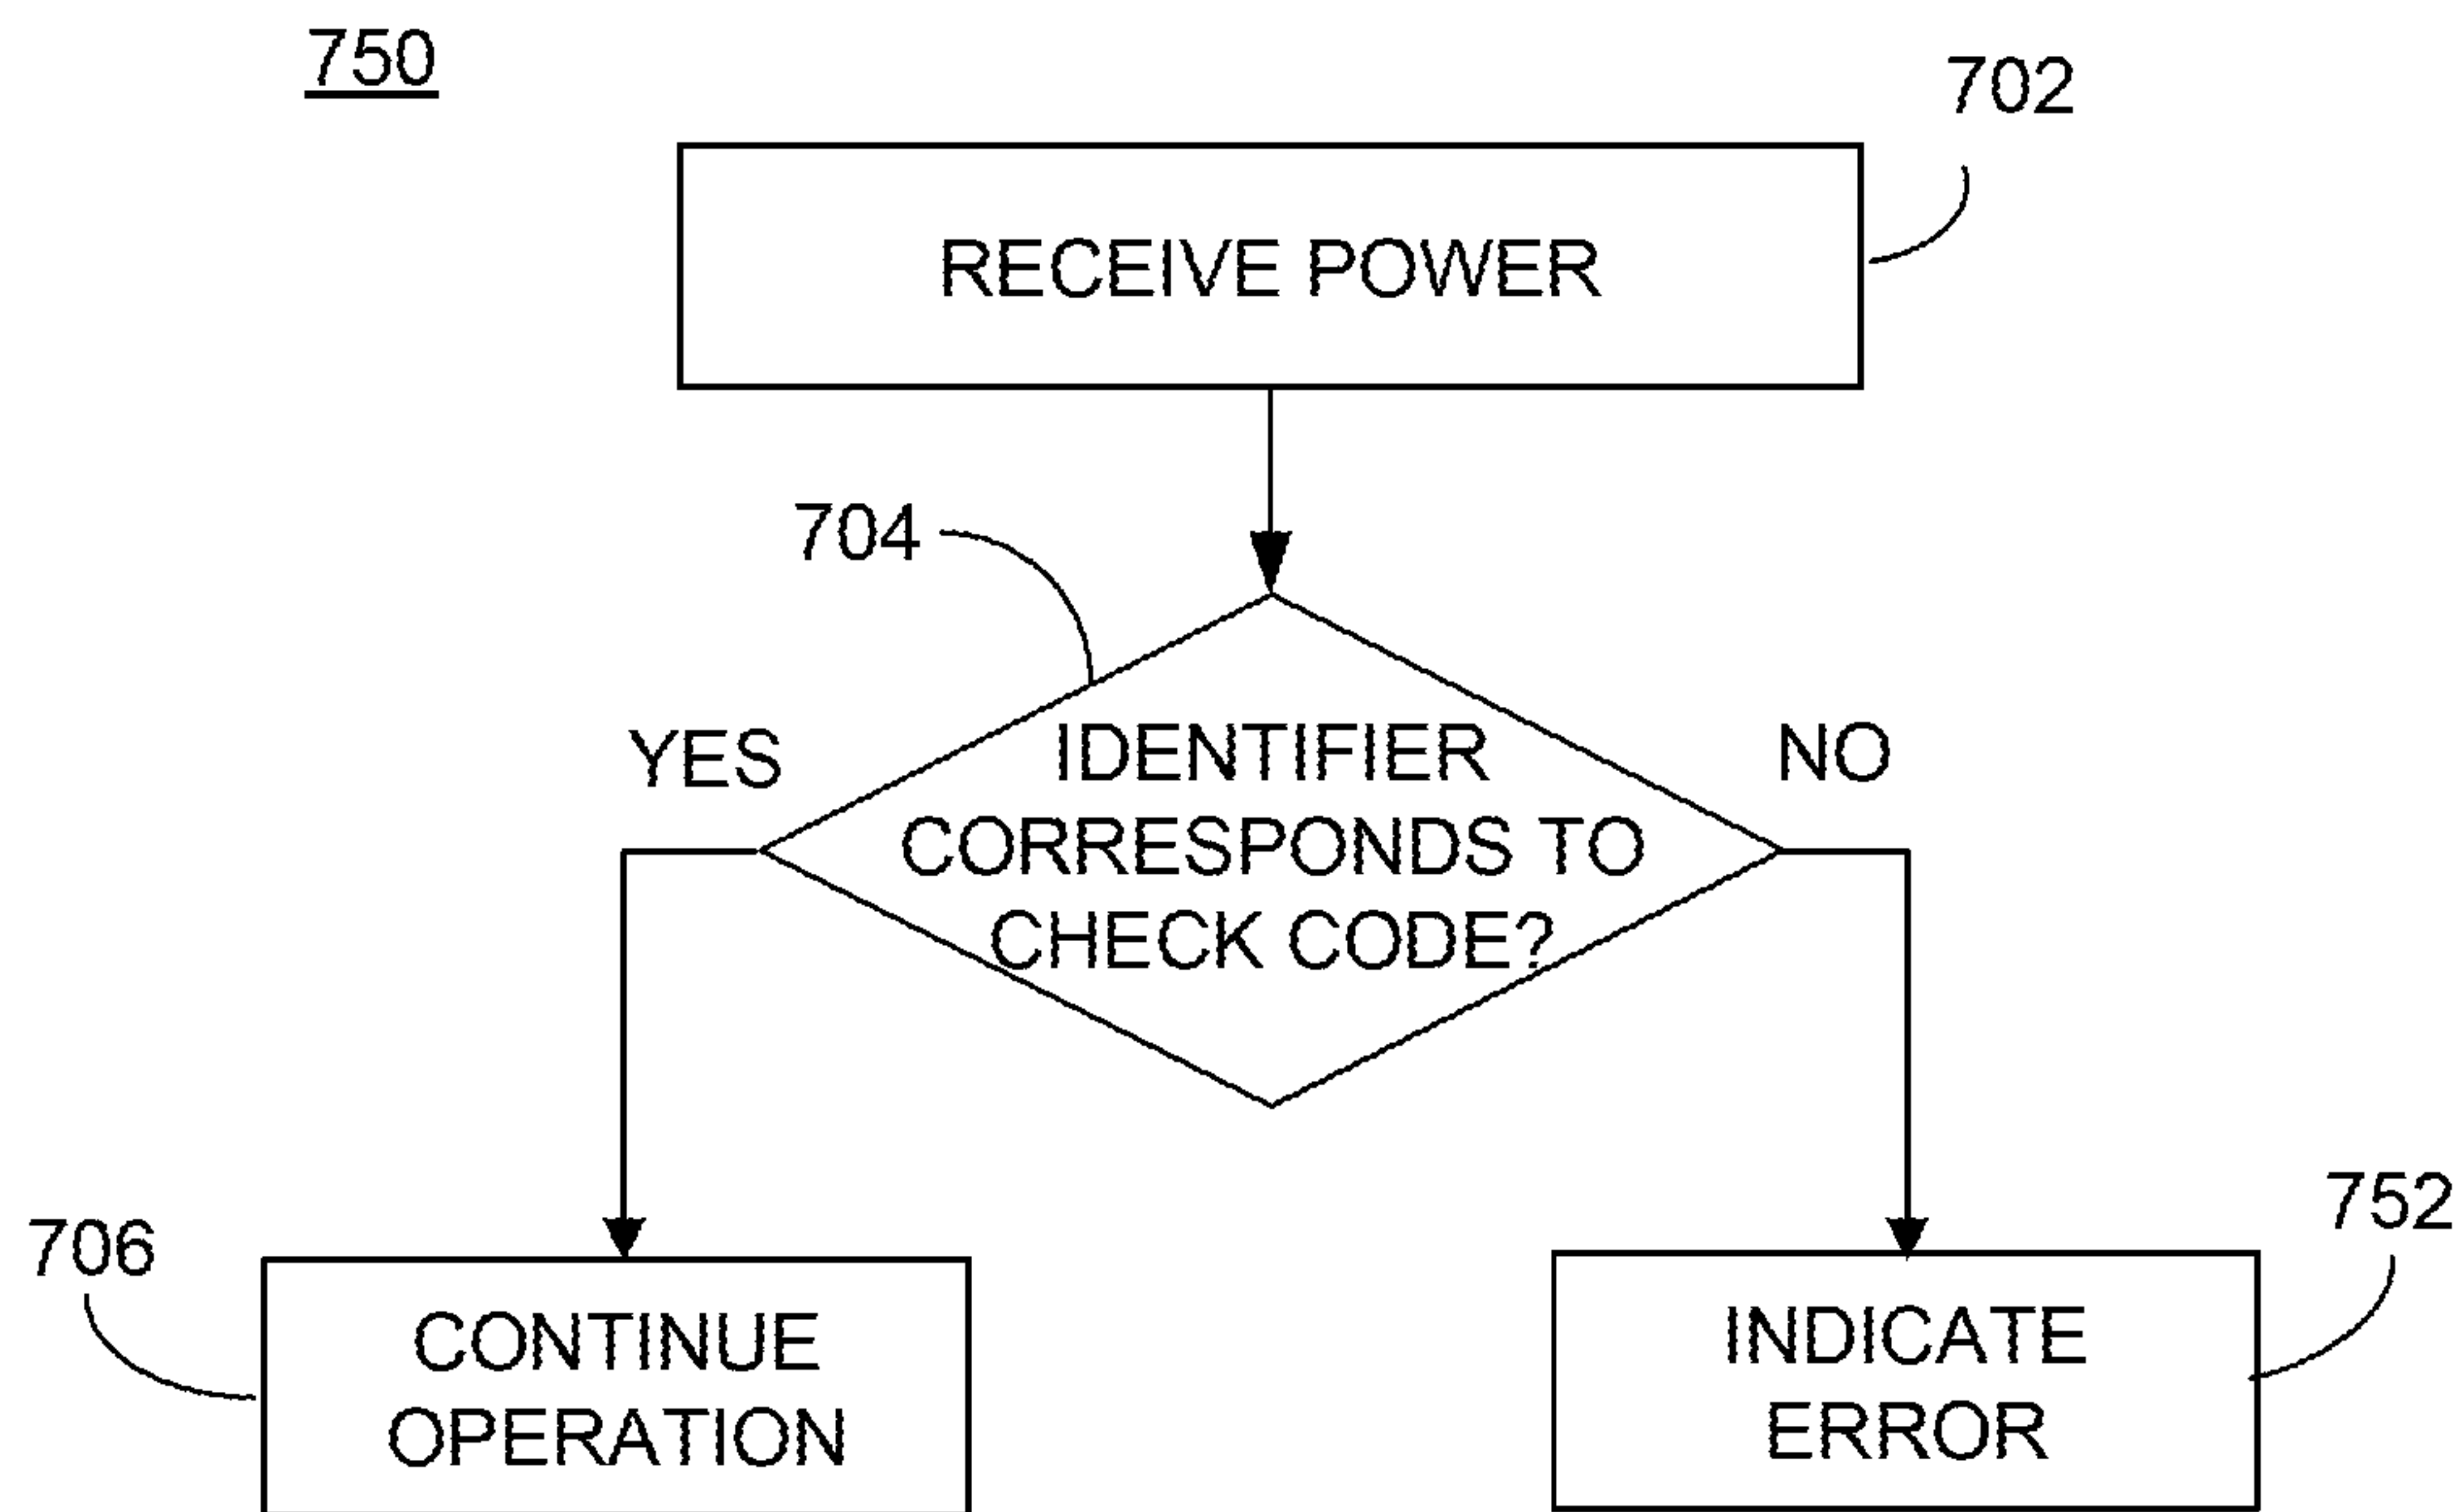 750
702
RECEIVE POWER
704
YES
IDENTIFIER
CORRESPONDS TO
CHECK CODE?
NO
706
CONTINUE
OPERATION
752
INDICATE
ERROR